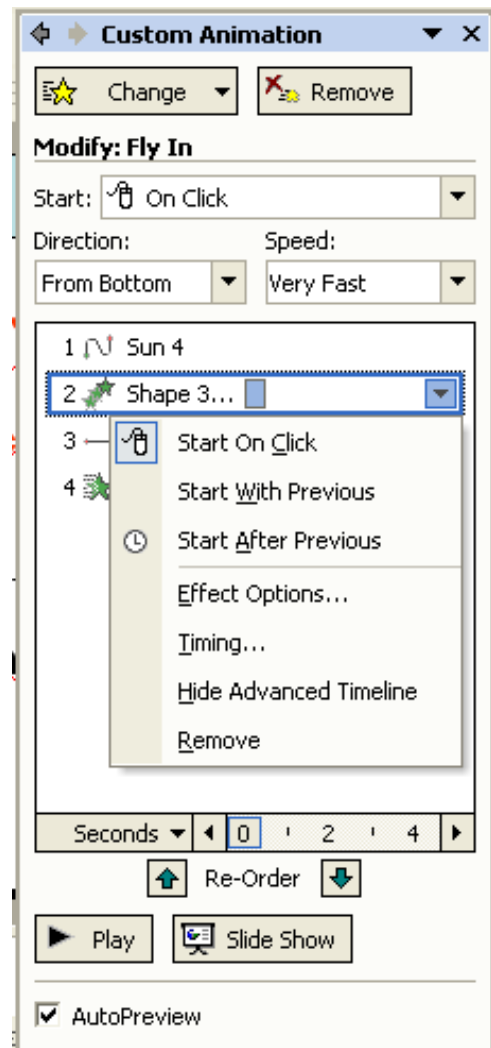 Custom Animation
Change Remove
Modify: Fly In
Start: On Click
Direction: Speed:
From Bottom Very Fast
1 Sun 4
2 Shape 3...
3 Start On Click
4 Start With Previous
Start After Previous
Effect Options...
Timing...
Hide Advanced Timeline
Remove
Seconds 0 2 4
Re-Order
Play Slide Show
AutoPreview